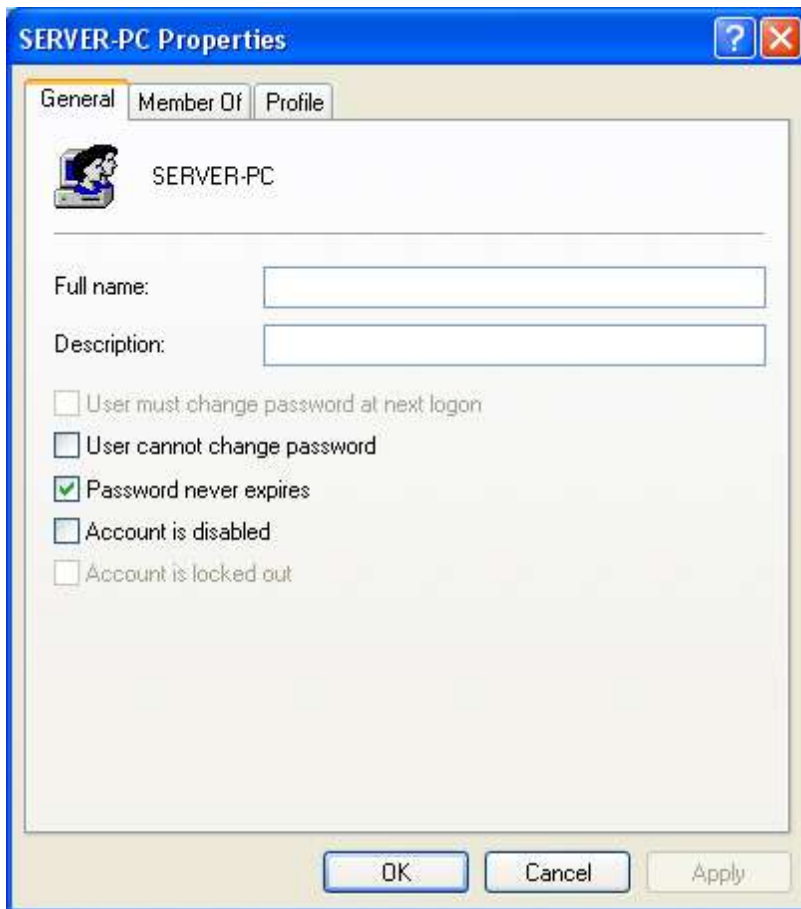 SERVER-PC Properties
General Member Of Profile
SERVER-PC
Full name:
Description:
User must change password at next logon
User cannot change password
Password never expires
Account is disabled
Account is locked out
OK Cancel Apply